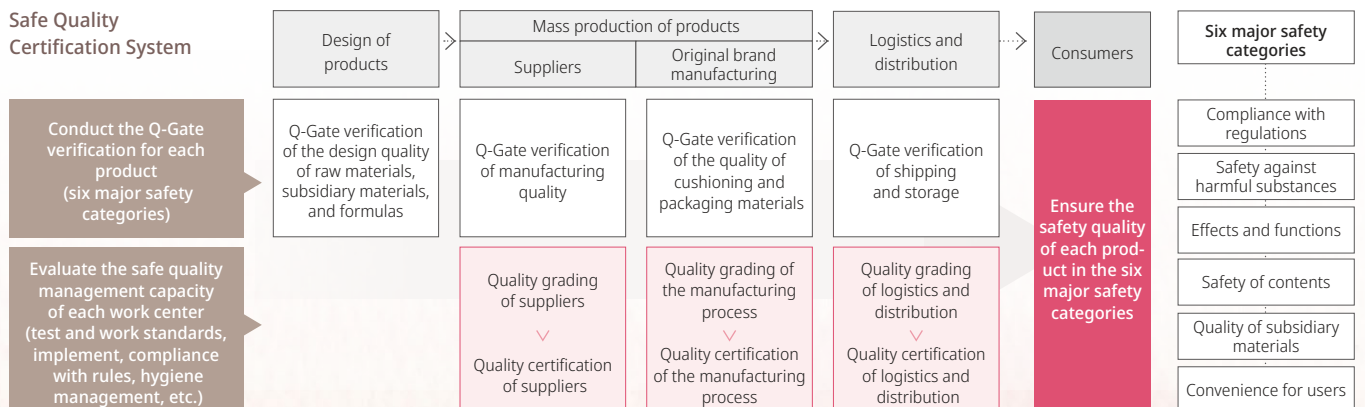 Safe Quality
Certification System
Design of
products
Mass production of products
Suppliers
Original brand
manufacturing
Logistics and
distribution
Consumers
Six major safety
categories
Conduct the Q-Gate
verification for each
product
(six major safety
categories)
Q-Gate verification
of the design quality
of raw materials,
subsidiary materials,
and formulas
Q-Gate verification
of manufacturing
quality
Q-Gate verification
of the quality of
cushioning and
packaging materials
Q-Gate verification
of shipping
and storage
Evaluate the safe quality
management capacity
of each work center
(test and work standards,
implement, compliance
with rules, hygiene
management, etc.)
Quality grading
of suppliers
Quality certification
of suppliers
Quality grading of
the manufacturing
process
Quality certification
of the manufacturing
process
Quality grading
of logistics and
distribution
Quality certification
of logistics and
distribution
Ensure the
safety quality
of each prod-
uct in the six
major safety
categories
Compliance with
regulations
Safety against
harmful substances
Effects and functions
Safety of contents
Quality of subsidiary
materials
Convenience for users